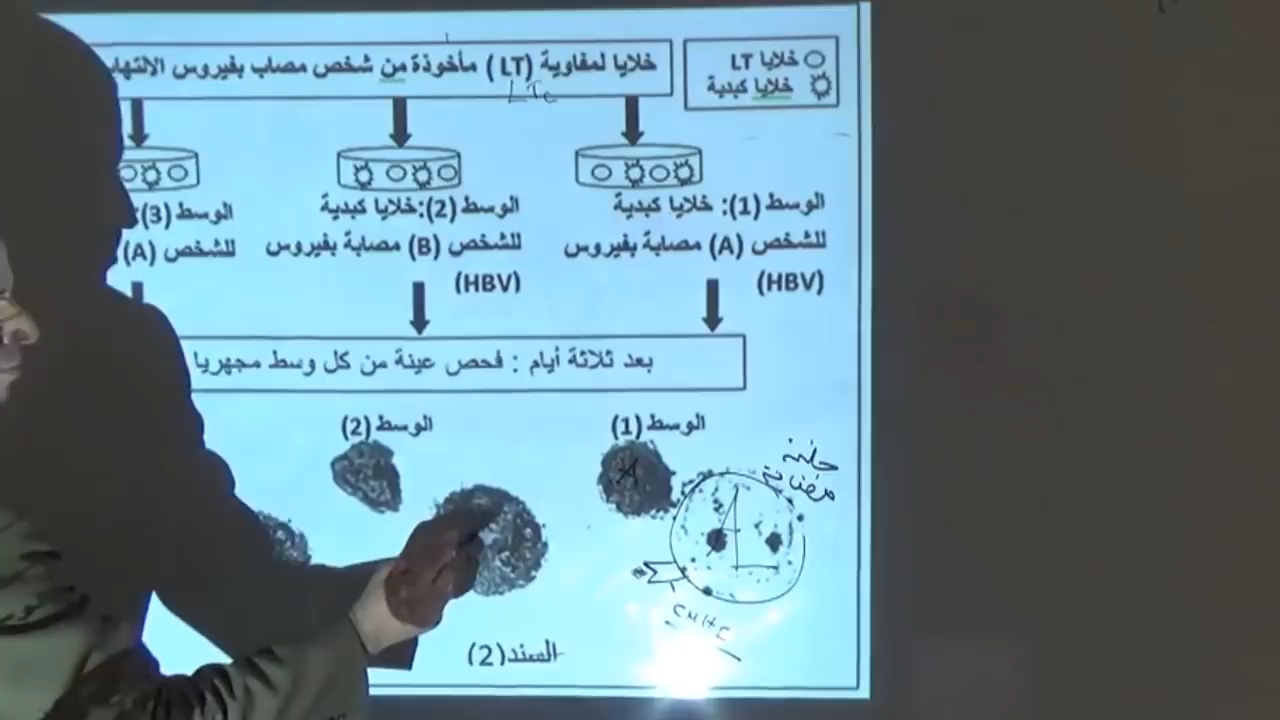 خلايا LT
خلايا كبدية
خلايا لمفاوية (LT) مأخوذة من شخص مصاب بفيروس
LTc
الوسط (1): خلايا كبدية
للشخص (A) مصابة بفيروس
(HBV)
الوسط (2):خلايا كبدية
للشخص (B) مصابة بفيروس
(HBV)
الوسط (3):
للشخص (A)
بعد ثلاثة أيام : فحص عينة من كل وسط مجهريا
الوسط (1)
الوسط (2)
A
السند(2)